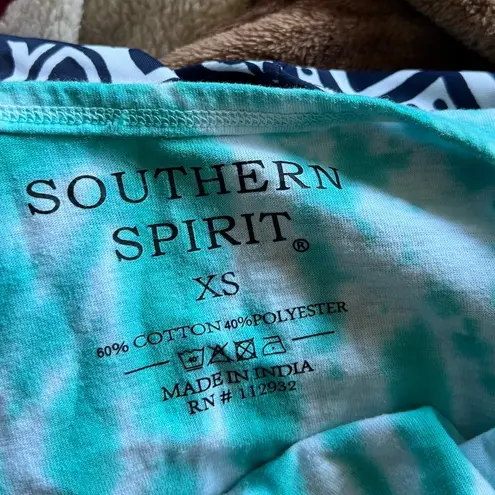 SOUTHERN
SPIRIT®
XS
60% COTTON 40% POLYESTER
MADE IN INDIA
RN # 112932